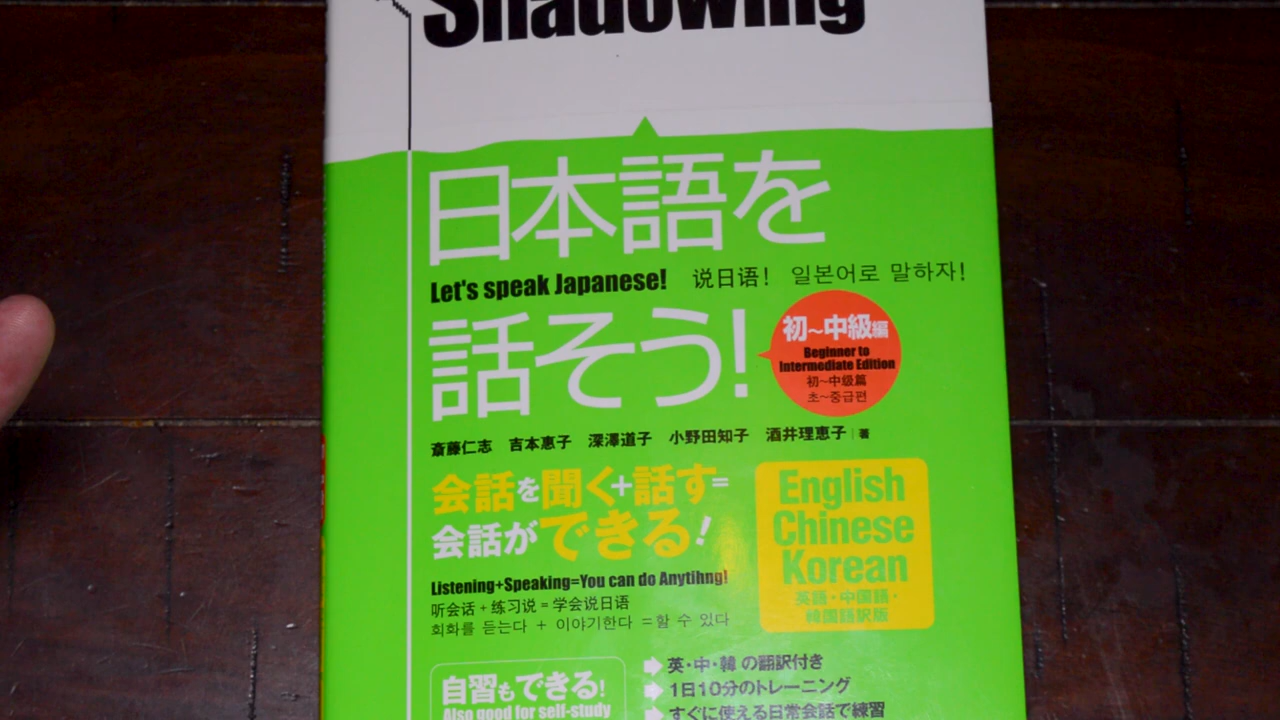 Shadowing
日本語を
Let's speak Japanese! 说日语! 일본어로 말하자!
話そう!
初~中級編
Beginner to
Intermediate Edition
初~中级篇
초~중급편
斎藤仁志 吉本惠子 深澤道子 小野田知子 酒井理恵子 | 著
会話を聞く+話す=
会話ができる!
Listening+Speaking=You can do Anytihng!
听会话 + 练习说 = 学会说日语
회화를 듣는다 + 이야기한다 =할 수 있다
English
Chinese
Korean
英語・中国語・
韓国語訳版
自習もできる!
Also good for self-study
英・中・韓 の翻訳付き
1日10分のトレーニング
すぐに使える日常会話で練習